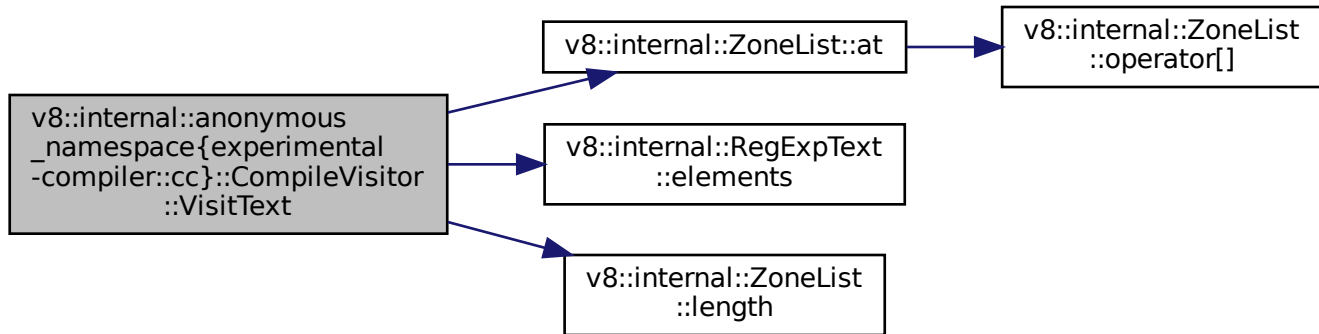 v8::internal::anonymous
_namespace{experimental
-compiler::cc}::CompileVisitor
::VisitText
v8::internal::ZoneList::at
v8::internal::ZoneList
::operator[]
v8::internal::RegExpText
::elements
v8::internal::ZoneList
::length